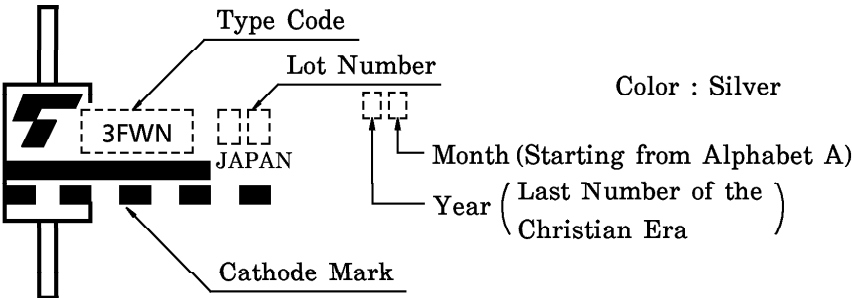 Type Code
Lot Number
Color : Silver
3FWN
JAPAN
Month (Starting from Alphabet A)
Year (Last Number of the
Christian Era)
Cathode Mark